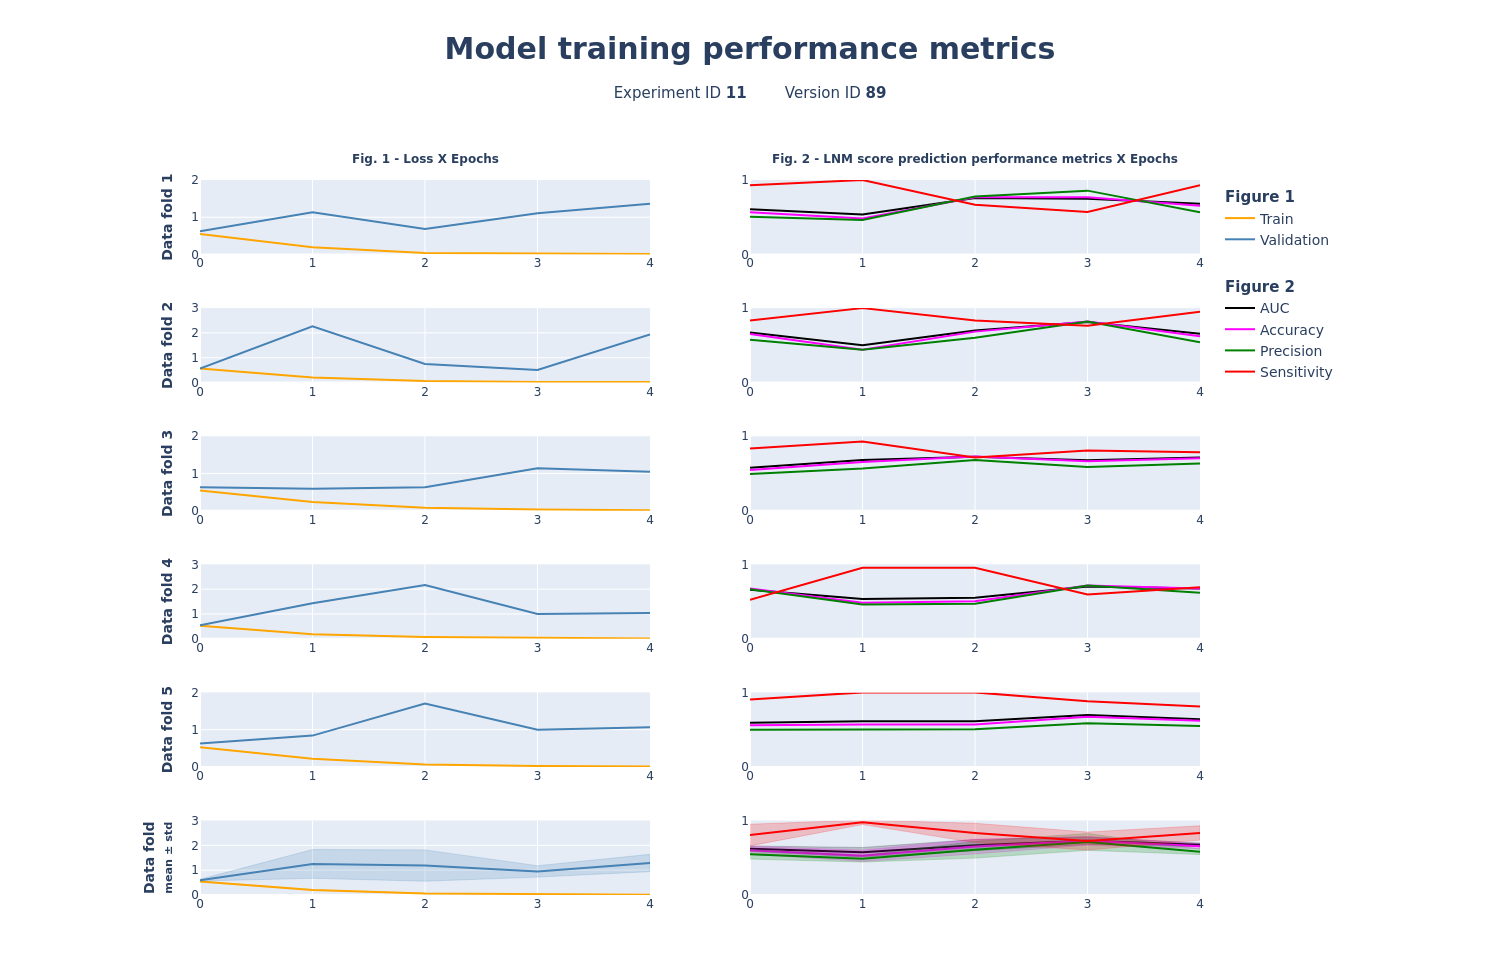 Model training performance metrics
Experiment ID 11 Version ID 89
Fig. 1 - Loss X Epochs
Fig. 2 - LNM score prediction performance metrics X Epochs
Data fold 1
2
1
0
0 1 2 3 4
1
0
0 1 2 3 4
Figure 1
Train
Validation
Figure 2
AUC
Accuracy
Precision
Sensitivity
Data fold 2
3
2
1
0
0 1 2 3 4
1
0
0 1 2 3 4
Data fold 3
2
1
0
0 1 2 3 4
1
0
0 1 2 3 4
Data fold 4
3
2
1
0
0 1 2 3 4
1
0
0 1 2 3 4
Data fold 5
2
1
0
0 1 2 3 4
1
0
0 1 2 3 4
Data fold
mean ± std
3
2
1
0
0 1 2 3 4
1
0
0 1 2 3 4